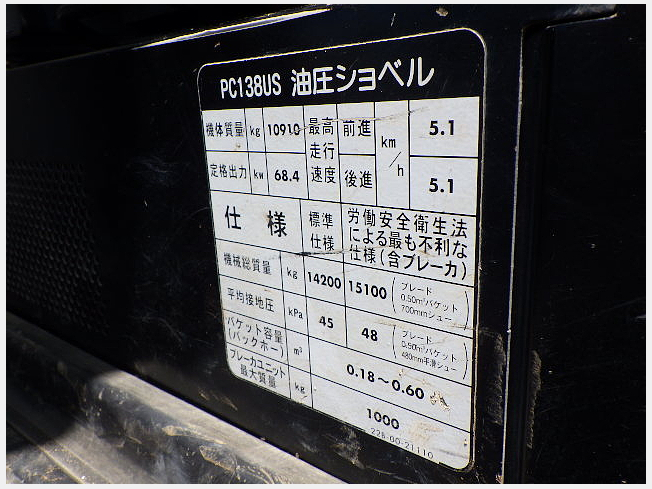 PC138US 油圧ショベル
機体質量 kg 10910 最高走行速度 前進 km/h 5.1
定格出力 kw 68.4 後進 5.1
仕様 標準仕様 労働安全衛生法による最も不利な仕様(含ブレーカ)
機械総質量 kg 14200 15100 (ブレード 0.50m³バケット 700mmシュー)
平均接地圧 kPa 45 48 (ブレード 0.50m³バケット 480mm平滑シュー)
バケット容量(バックホー) m³ 0.18~0.60
ブレーカユニット最大質量 kg 1000
22B-00-21110